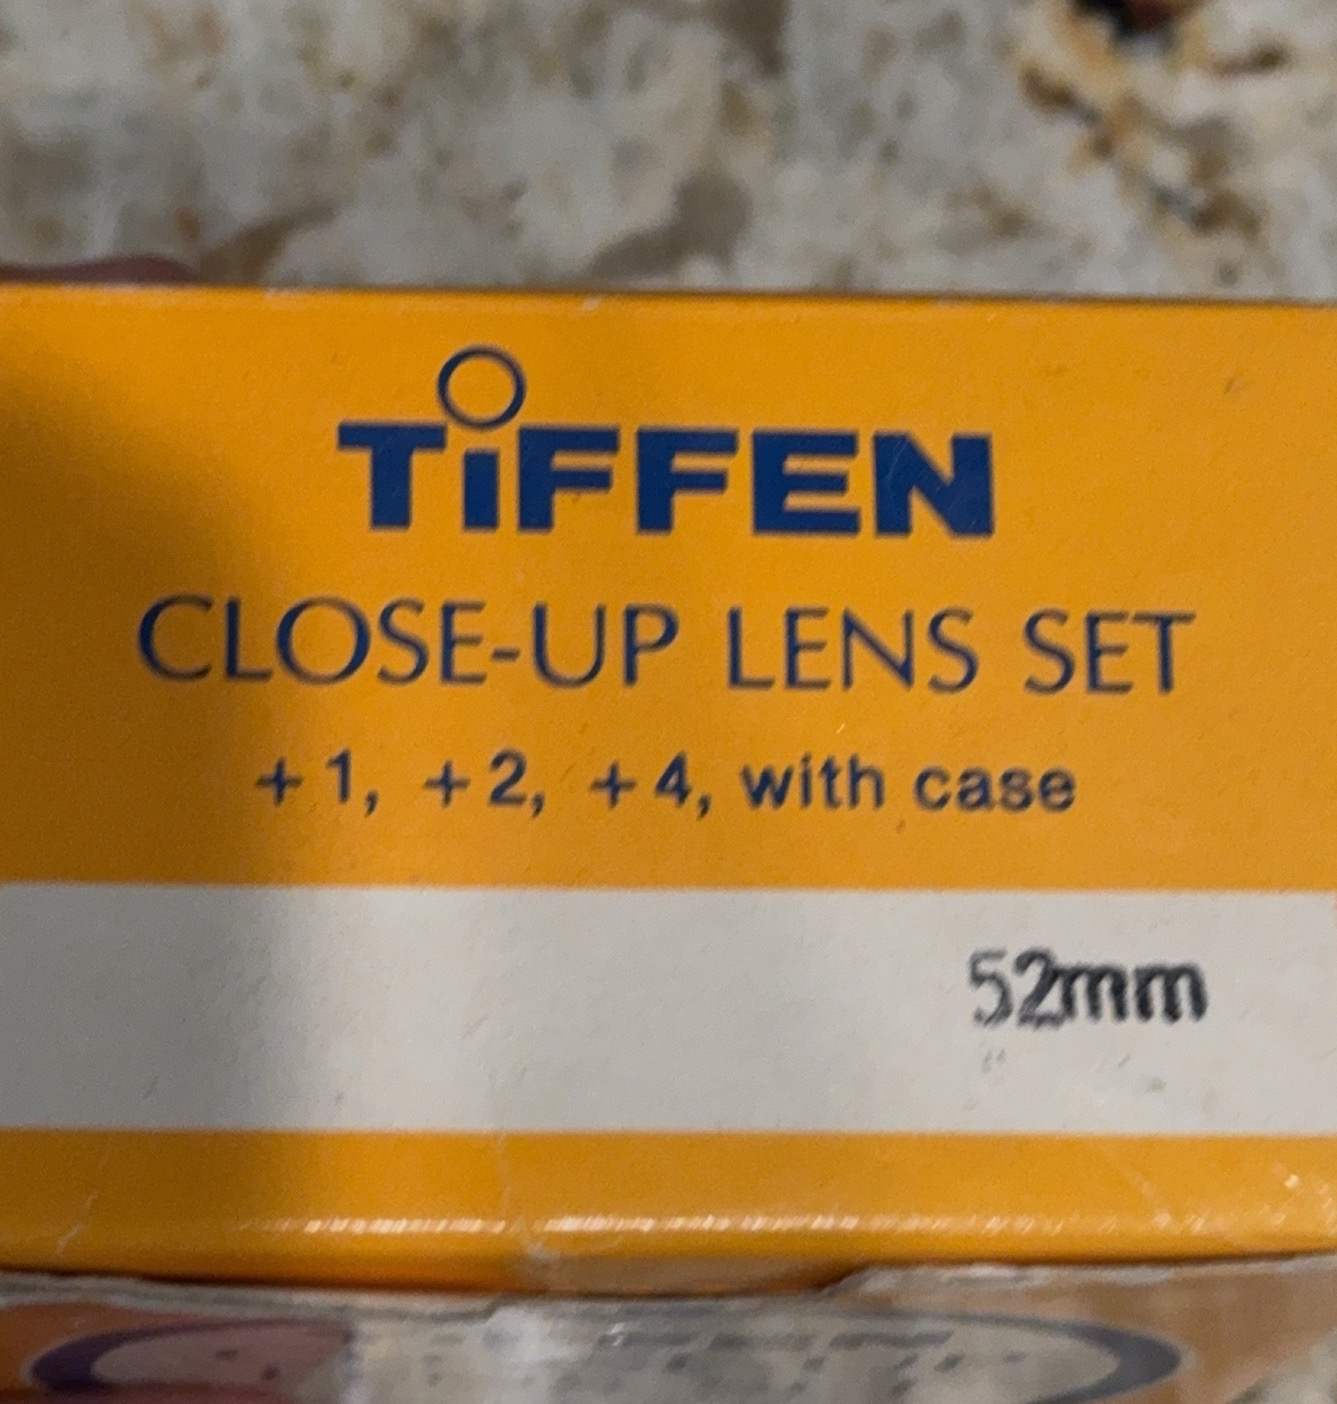 TiFFEN
CLOSE-UP LENS SET
+1, +2, +4, with case
52mm